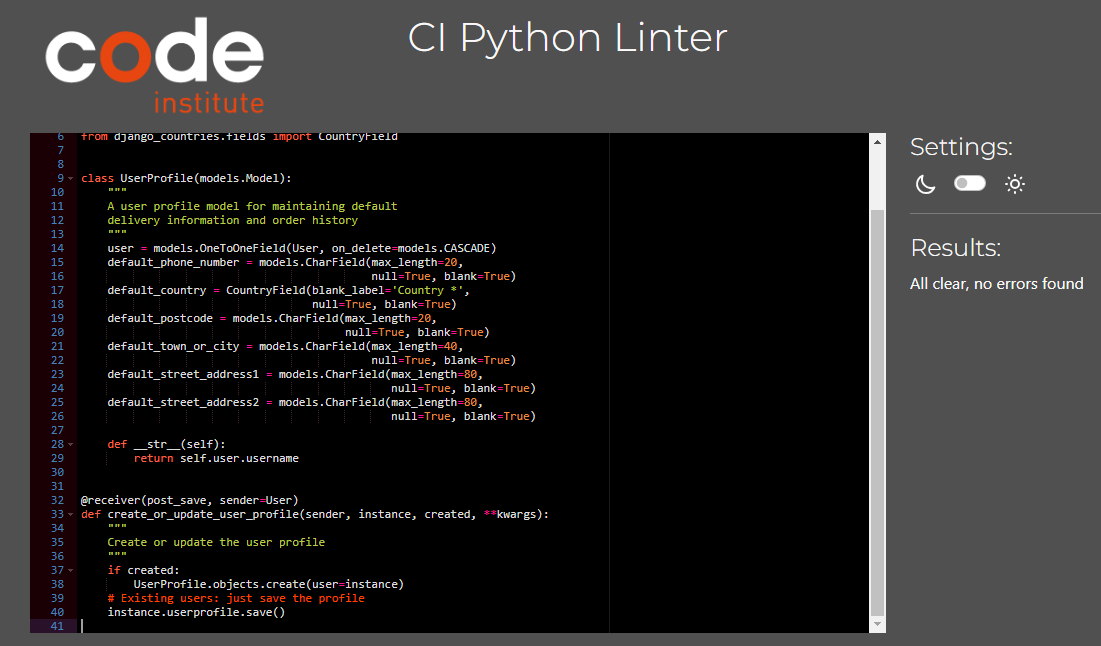 code
institute
CI Python Linter
6 from django_countries.fields import CountryField
7
8
9 class UserProfile(models.Model):
10     """
11     A user profile model for maintaining default
12     delivery information and order history
13     """
14     user = models.OneToOneField(User, on_delete=models.CASCADE)
15     default_phone_number = models.CharField(max_length=20,
16                                             null=True, blank=True)
17     default_country = CountryField(blank_label='Country *',
18                                    null=True, blank=True)
19     default_postcode = models.CharField(max_length=20,
20                                         null=True, blank=True)
21     default_town_or_city = models.CharField(max_length=40,
22                                             null=True, blank=True)
23     default_street_address1 = models.CharField(max_length=80,
24                                                null=True, blank=True)
25     default_street_address2 = models.CharField(max_length=80,
26                                                null=True, blank=True)
27
28     def __str__(self):
29         return self.user.username
30
31
32 @receiver(post_save, sender=User)
33 def create_or_update_user_profile(sender, instance, created, **kwargs):
34     """
35     Create or update the user profile
36     """
37     if created:
38         UserProfile.objects.create(user=instance)
39     # Existing users: just save the profile
40     instance.userprofile.save()
41
Settings:
Results:
All clear, no errors found